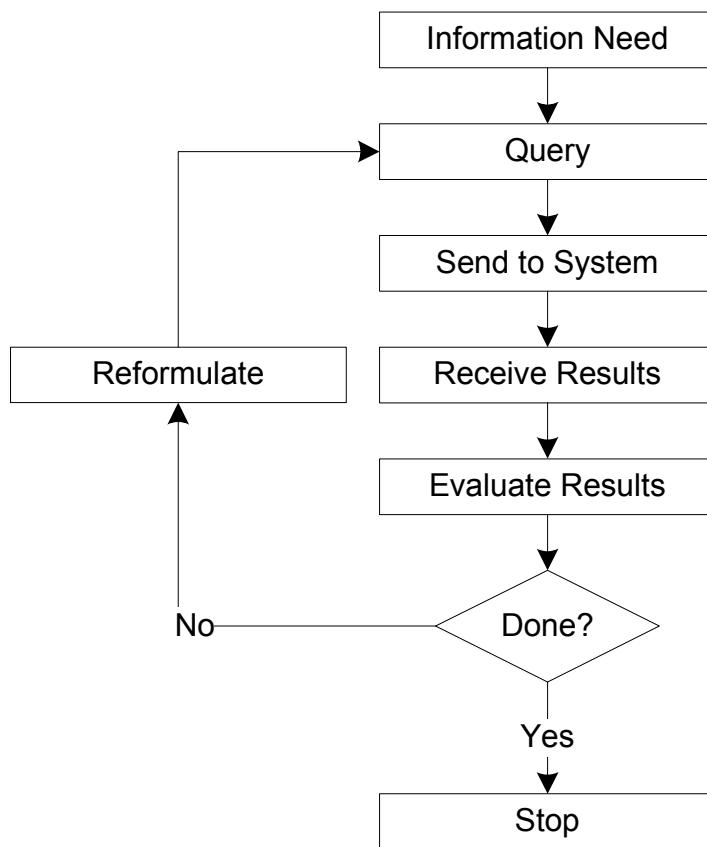 Information Need
Query
Send to System
Reformulate
Receive Results
Evaluate Results
Done?
No
Yes
Stop